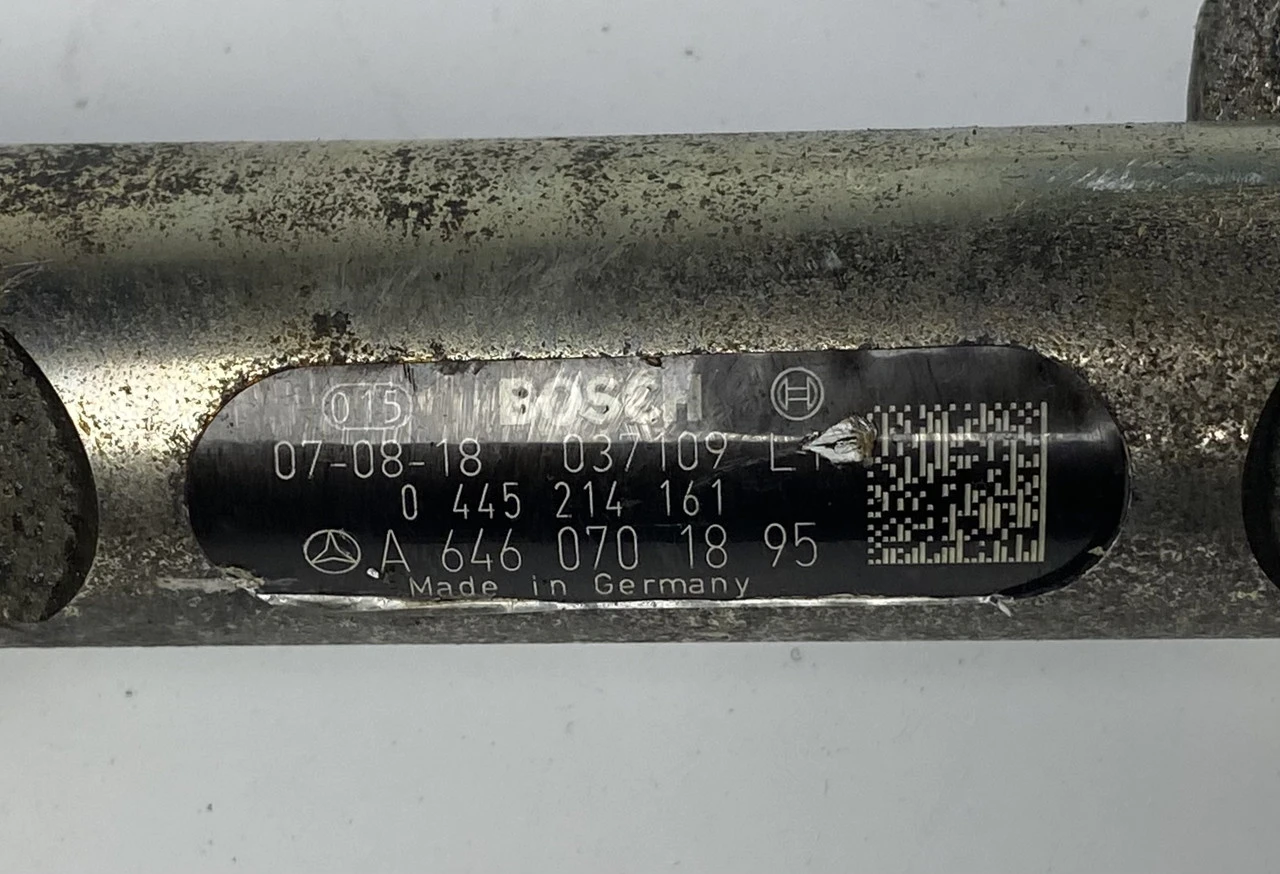 015 BOSCH
07-08-18 037109
0 445 214 161
A 646 070 18 95
Made in Germany